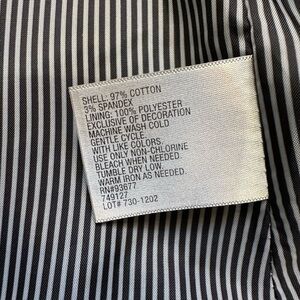 SHELL: 97% COTTON
3% SPANDEX
LINING: 100% POLYESTER
EXCLUSIVE OF DECORATION
MACHINE WASH COLD
GENTLE CYCLE.
WITH LIKE COLORS.
USE ONLY NON-CHLORINE
BLEACH WHEN NEEDED.
TUMBLE DRY LOW.
WARM IRON AS NEEDED.
RN#93677
749127
LOT# 730-1202